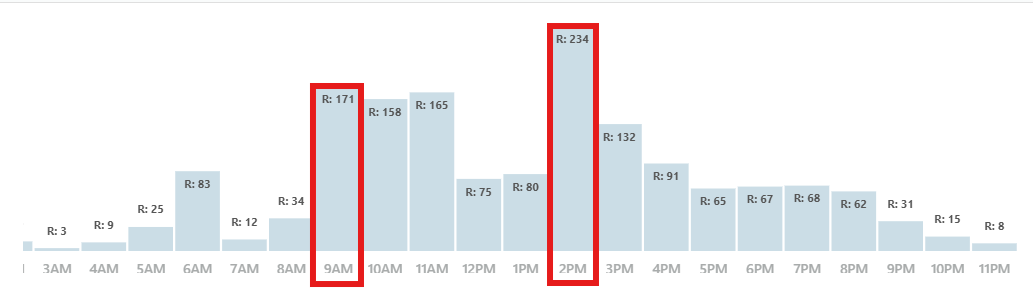 R: 3
R: 9
R: 25
R: 83
R: 12
R: 34
R: 171
R: 158
R: 165
R: 75
R: 80
R: 234
R: 132
R: 91
R: 65
R: 67
R: 68
R: 62
R: 31
R: 15
R: 8
3AM 4AM 5AM 6AM 7AM 8AM 9AM 10AM 11AM 12PM 1PM 2PM 3PM 4PM 5PM 6PM 7PM 8PM 9PM 10PM 11PM